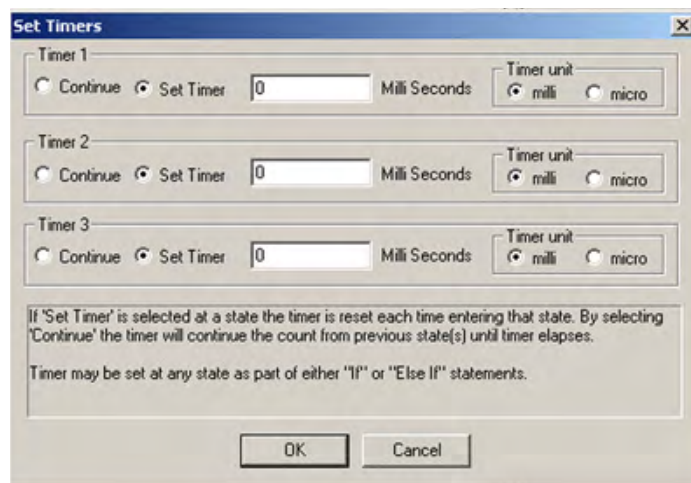 Set Timers
Timer 1
Continue Set Timer 0 Milli Seconds Timer unit milli micro
Timer 2
Continue Set Timer 0 Milli Seconds Timer unit milli micro
Timer 3
Continue Set Timer 0 Milli Seconds Timer unit milli micro
If 'Set Timer' is selected at a state the timer is reset each time entering that state. By selecting
'Continue' the timer will continue the count from previous state(s) until timer elapses.
Timer may be set at any state as part of either "If" or "Else If" statements.
OK Cancel